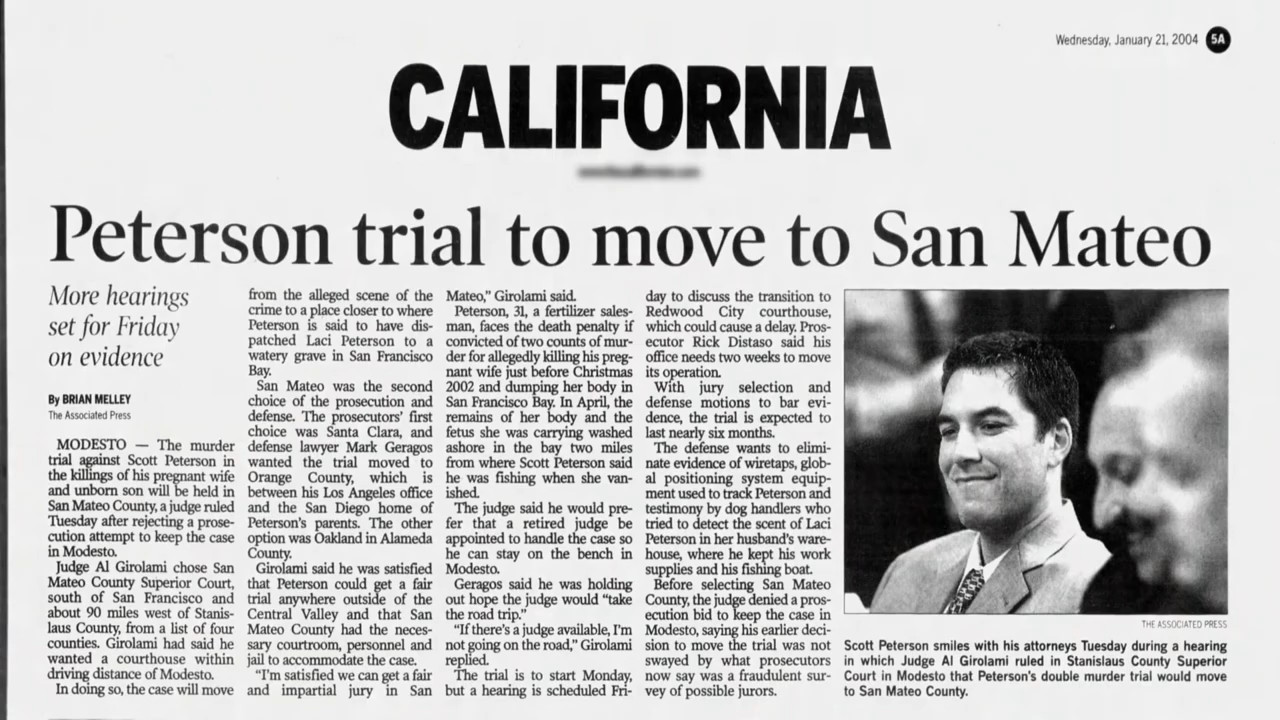 Wednesday, January 21, 2004 5A
CALIFORNIA
Peterson trial to move to San Mateo
More hearings
set for Friday
on evidence
By BRIAN MELLEY
The Associated Press
MODESTO — The murder
trial against Scott Peterson in
the killings of his pregnant wife
and unborn son will be held in
San Mateo County, a judge ruled
Tuesday after rejecting a prose-
cution attempt to keep the case
in Modesto.
Judge Al Girolami chose San
Mateo County Superior Court,
south of San Francisco and
about 90 miles west of Stanis-
laus County, from a list of four
counties. Girolami had said he
wanted a courthouse within
driving distance of Modesto.
In doing so, the case will move
from the alleged scene of the
crime to a place closer to where
Peterson is said to have dis-
patched Laci Peterson to a
watery grave in San Francisco
Bay.
San Mateo was the second
choice of the prosecution and
defense. The prosecutors' first
choice was Santa Clara, and
defense lawyer Mark Geragos
wanted the trial moved to
Orange County, which is
between his Los Angeles office
and the San Diego home of
Peterson's parents. The other
option was Oakland in Alameda
County.
Girolami said he was satisfied
that Peterson could get a fair
trial anywhere outside of the
Central Valley and that San
Mateo County had the neces-
sary courtroom, personnel and
jail to accommodate the case.
"I'm satisfied we can get a fair
and impartial jury in San
Mateo," Girolami said.
Peterson, 31, a fertilizer sales-
man, faces the death penalty if
convicted of two counts of mur-
der for allegedly killing his preg-
nant wife just before Christmas
2002 and dumping her body in
San Francisco Bay. In April, the
remains of her body and the
fetus she was carrying washed
ashore in the bay two miles
from where Scott Peterson said
he was fishing when she van-
ished.
The judge said he would pre-
fer that a retired judge be
appointed to handle the case so
he can stay on the bench in
Modesto.
Geragos said he was holding
out hope the judge would "take
the road trip."
"If there's a judge available, I'm
not going on the road," Girolami
replied.
The trial is to start Monday,
but a hearing is scheduled Fri-
day to discuss the transition to
Redwood City courthouse,
which could cause a delay. Pros-
ecutor Rick Distaso said his
office needs two weeks to move
its operation.
With jury selection and
defense motions to bar evi-
dence, the trial is expected to
last nearly six months.
The defense wants to elimi-
nate evidence of wiretaps, glob-
al positioning system equip-
ment used to track Peterson and
testimony by dog handlers who
tried to detect the scent of Laci
Peterson in her husband's ware-
house, where he kept his work
supplies and his fishing boat.
Before selecting San Mateo
County, the judge denied a pros-
ecution bid to keep the case in
Modesto, saying his earlier deci-
sion to move the trial was not
swayed by what prosecutors
now say was a fraudulent sur-
vey of possible jurors.
THE ASSOCIATED PRESS
Scott Peterson smiles with his attorneys Tuesday during a hearing
in which Judge Al Girolami ruled in Stanislaus County Superior
Court in Modesto that Peterson's double murder trial would move
to San Mateo County.